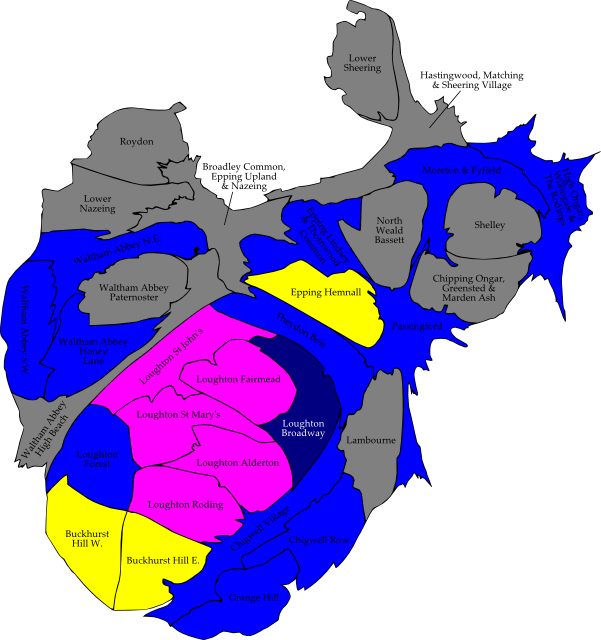 Lower
Sheering
Hastingwood, Matching
& Sheering Village
Roydon
Broadley Common,
Epping Upland
& Nazeing
Moreton & Fyfield
High Ongar,
Willingale &
The Rodings
Lower
Nazeing
North
Weald
Bassett
Shelley
Epping Lindsey
& Thornwood
Common
Waltham Abbey N.E.
Waltham Abbey
Paternoster
Epping Hemnall
Chipping Ongar,
Greensted &
Marden Ash
Waltham Abbey S.W.
Waltham Abbey
Honey
Lane
Theydon Bois
Passingford
Loughton St John's
Loughton Fairmead
Loughton St Mary's
Loughton
Broadway
Waltham Abbey
High Beach
Lambourne
Loughton
Forest
Loughton Alderton
Loughton Roding
Chigwell Village
Buckhurst
Hill W.
Chigwell Row
Buckhurst Hill E.
Grange Hill